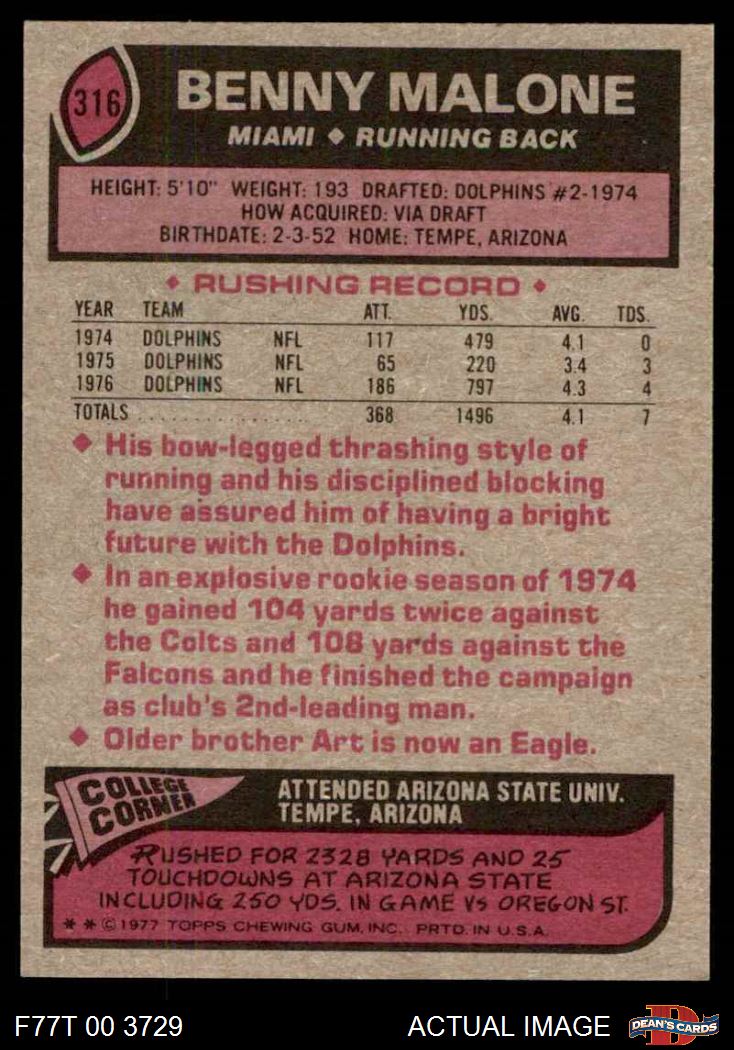 316
BENNY MALONE
MIAMI ◆ RUNNING BACK
HEIGHT: 5'10" WEIGHT: 193 DRAFTED: DOLPHINS #2-1974
HOW ACQUIRED: VIA DRAFT
BIRTHDATE: 2-3-52 HOME: TEMPE, ARIZONA
◆ RUSHING RECORD ◆
YEAR TEAM ATT. YDS. AVG. TDS.
1974 DOLPHINS NFL 117 479 4.1 0
1975 DOLPHINS NFL 65 220 3.4 3
1976 DOLPHINS NFL 186 797 4.3 4
TOTALS . . . . . . . . . . . . . . . . . 368 1496 4.1 7
◆ His bow-legged thrashing style of
running and his disciplined blocking
have assured him of having a bright
future with the Dolphins.
◆ In an explosive rookie season of 1974
he gained 104 yards twice against
the Colts and 108 yards against the
Falcons and he finished the campaign
as club's 2nd-leading man.
◆ Older brother Art is now an Eagle.
COLLEGE
CORNER
ATTENDED ARIZONA STATE UNIV.
TEMPE, ARIZONA
RUSHED FOR 2328 YARDS AND 25
TOUCHDOWNS AT ARIZONA STATE
INCLUDING 250 YDS. IN GAME VS OREGON ST.
* * © 1977 TOPPS CHEWING GUM, INC. PRTD. IN U.S.A.
F77T 00 3729
ACTUAL IMAGE
D
DEAN'S CARDS